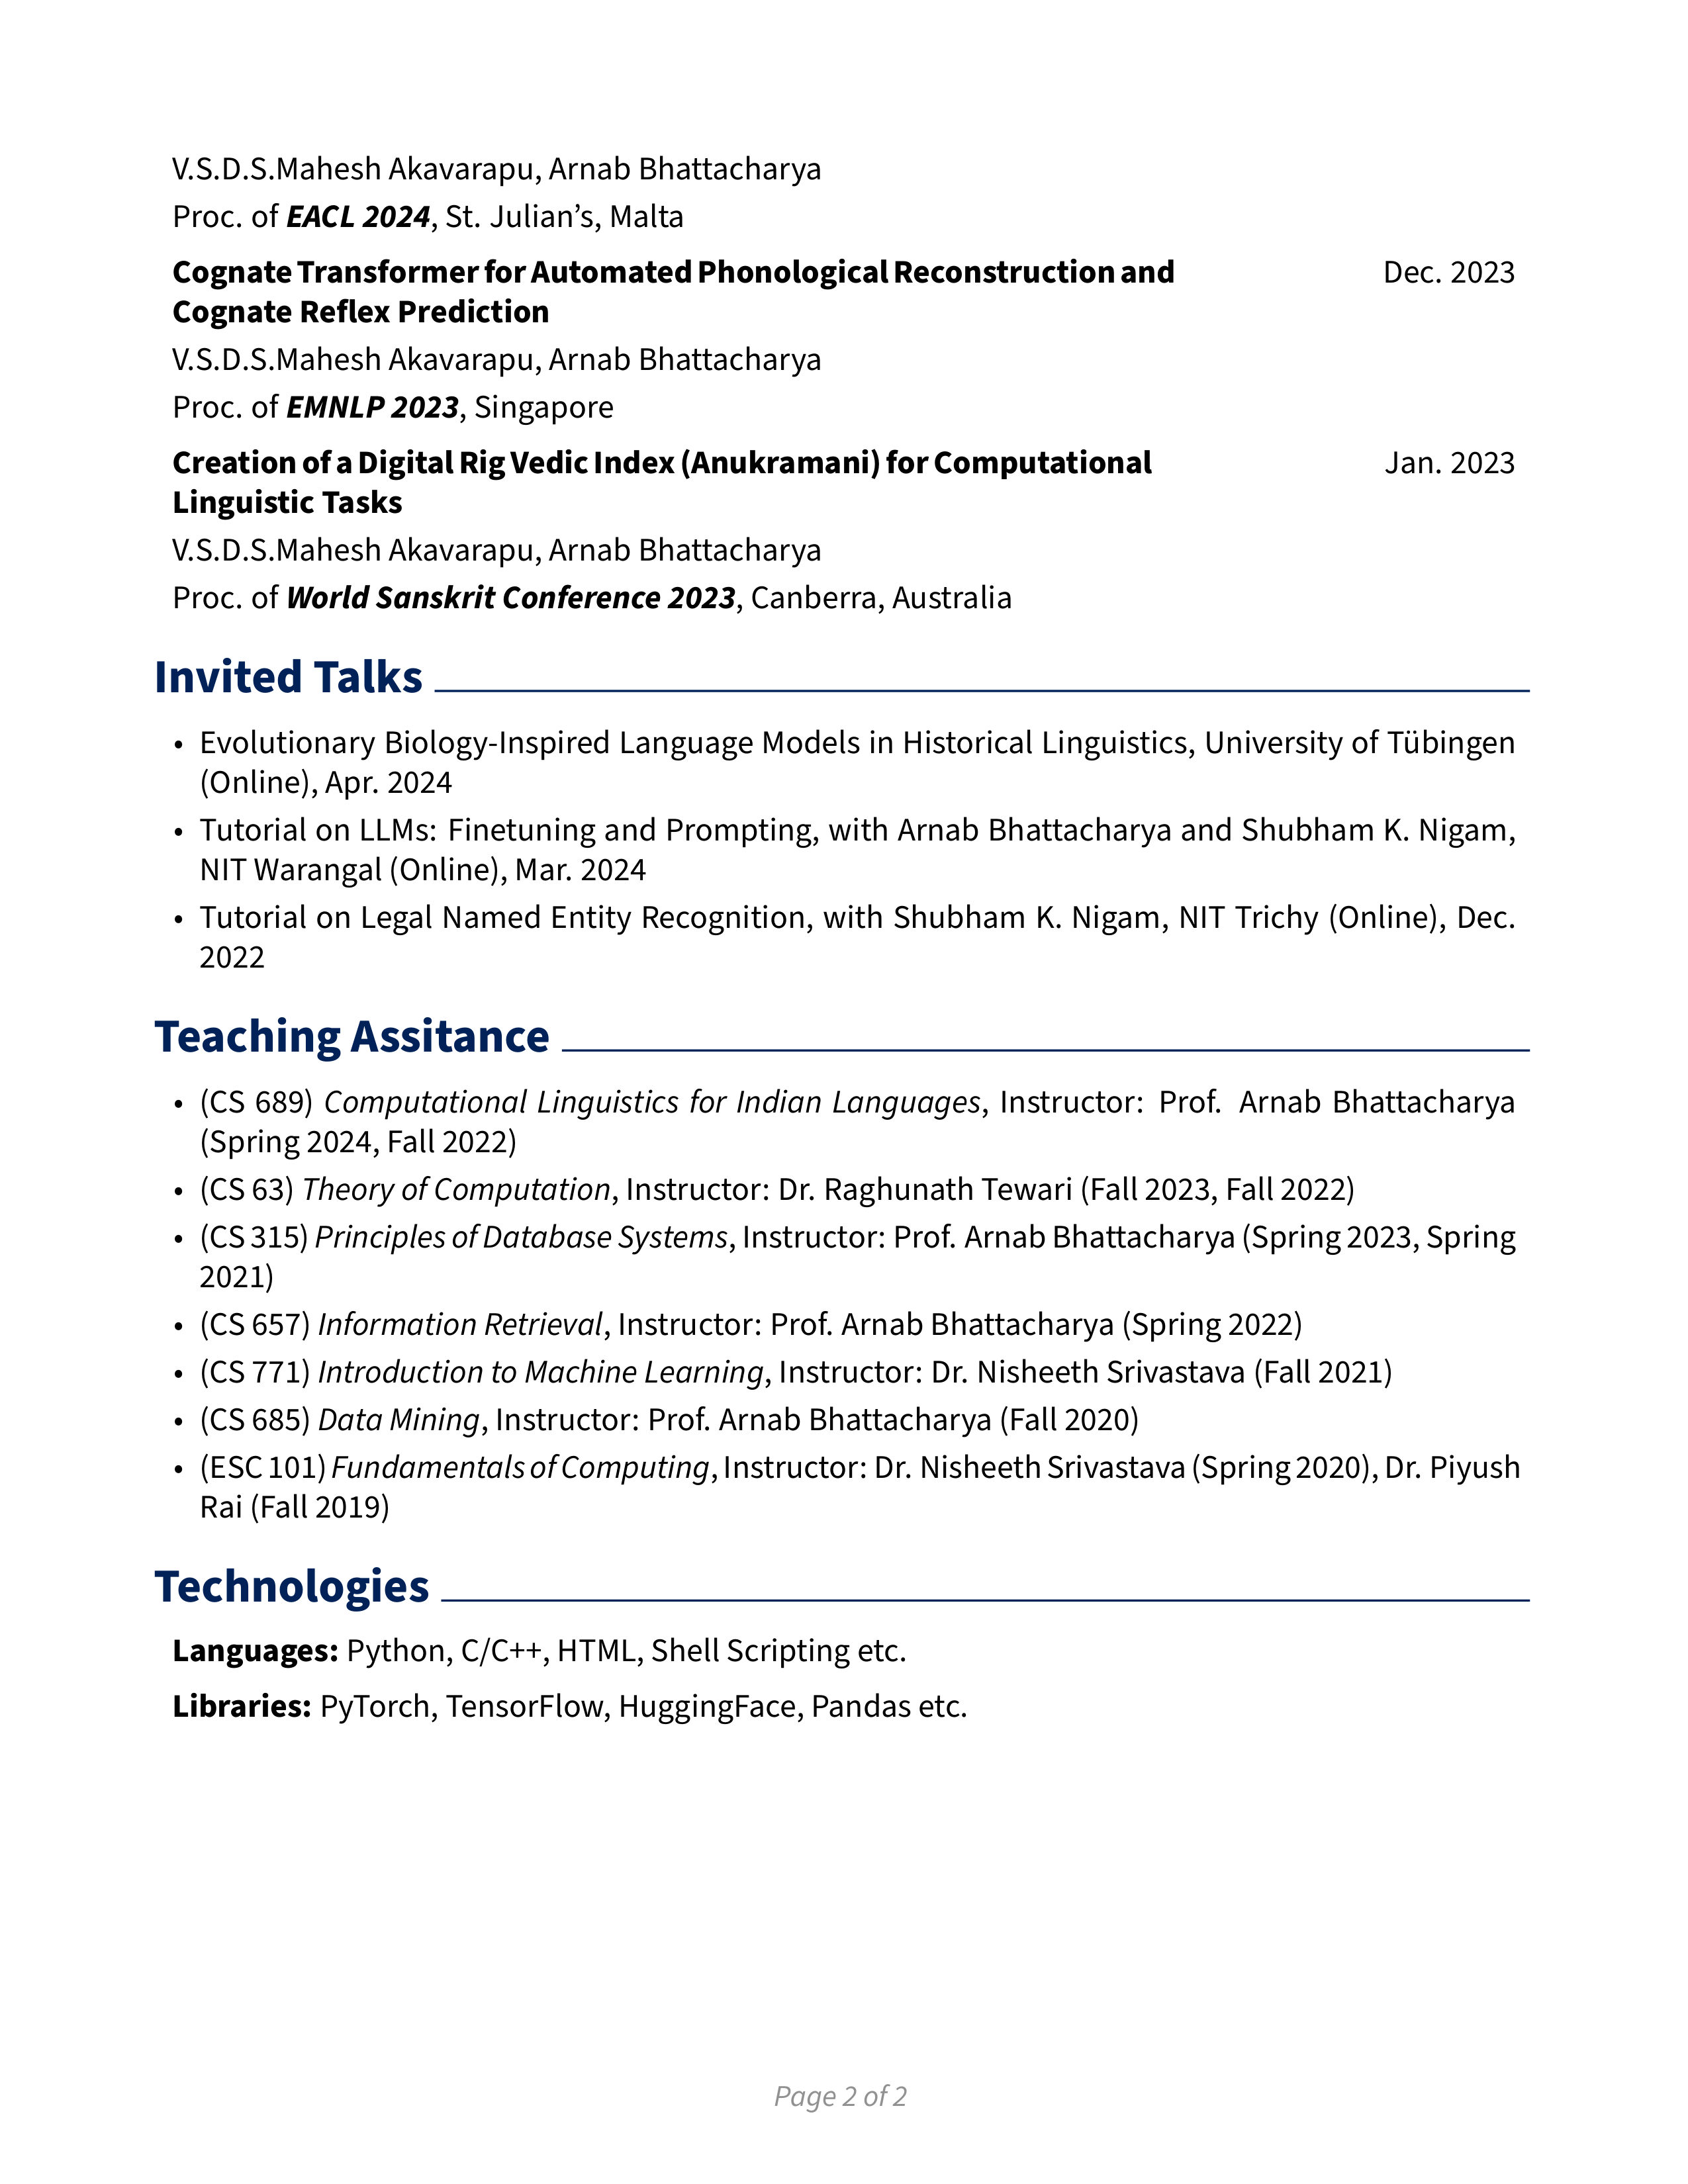 V.S.D.S.Mahesh Akavarapu, Arnab Bhattacharya
Proc. of EACL 2024, St. Julian’s, Malta
Cognate Transformer for Automated Phonological Reconstruction and Dec. 2023
Cognate Reflex Prediction
V.S.D.S.Mahesh Akavarapu, Arnab Bhattacharya
Proc. of EMNLP 2023, Singapore
Creation of a Digital Rig Vedic Index (Anukramani) for Computational Jan. 2023
Linguistic Tasks
V.S.D.S.Mahesh Akavarapu, Arnab Bhattacharya
Proc. of World Sanskrit Conference 2023, Canberra, Australia
Invited Talks
• Evolutionary Biology-Inspired Language Models in Historical Linguistics, University of Tübingen
(Online), Apr. 2024
• Tutorial on LLMs: Finetuning and Prompting, with Arnab Bhattacharya and Shubham K. Nigam,
NIT Warangal (Online), Mar. 2024
• Tutorial on Legal Named Entity Recognition, with Shubham K. Nigam, NIT Trichy (Online), Dec.
2022
Teaching Assitance
• (CS 689) Computational Linguistics for Indian Languages, Instructor: Prof. Arnab Bhattacharya
(Spring 2024, Fall 2022)
• (CS 63) Theory of Computation, Instructor: Dr. Raghunath Tewari (Fall 2023, Fall 2022)
• (CS 315) Principles of Database Systems, Instructor: Prof. Arnab Bhattacharya (Spring 2023, Spring
2021)
• (CS 657) Information Retrieval, Instructor: Prof. Arnab Bhattacharya (Spring 2022)
• (CS 771) Introduction to Machine Learning, Instructor: Dr. Nisheeth Srivastava (Fall 2021)
• (CS 685) Data Mining, Instructor: Prof. Arnab Bhattacharya (Fall 2020)
• (ESC 101) Fundamentals of Computing, Instructor: Dr. Nisheeth Srivastava (Spring 2020), Dr. Piyush
Rai (Fall 2019)
Technologies
Languages: Python, C/C++, HTML, Shell Scripting etc.
Libraries: PyTorch, TensorFlow, HuggingFace, Pandas etc.
Page 2 of 2